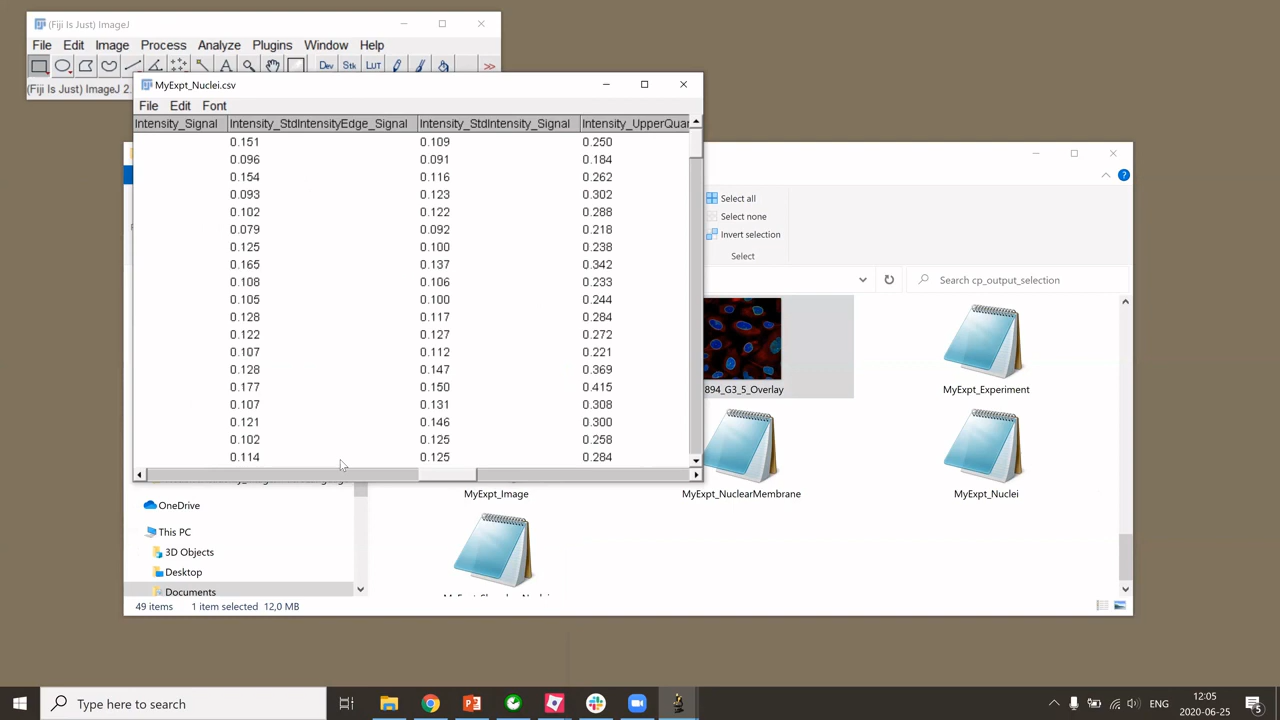 (Fiji Is Just) ImageJ
File Edit Image Process Analyze Plugins Window Help
Dev Stk LUT
(Fiji Is Just) ImageJ 2.
MyExpt_Nuclei.csv
File Edit Font
Intensity_Signal Intensity_StdIntensityEdge_Signal Intensity_StdIntensity_Signal Intensity_UpperQuar
0.151 0.109 0.250
0.096 0.091 0.184
0.154 0.116 0.262
0.093 0.123 0.302
0.102 0.122 0.288
0.079 0.092 0.218
0.125 0.100 0.238
0.165 0.137 0.342
0.108 0.106 0.233
0.105 0.100 0.244
0.128 0.117 0.284
0.122 0.127 0.272
0.107 0.112 0.221
0.128 0.147 0.369
0.177 0.150 0.415
0.107 0.131 0.308
0.121 0.146 0.300
0.102 0.125 0.258
0.114 0.125 0.284
Select all
Select none
Invert selection
Select
Search cp_output_selection
894_G3_5_Overlay
MyExpt_Experiment
MyExpt_Image
MyExpt_NuclearMembrane
MyExpt_Nuclei
OneDrive
This PC
3D Objects
Desktop
Documents
49 items 1 item selected 12,0 MB
Type here to search
ENG
12:05
2020-06-25
5